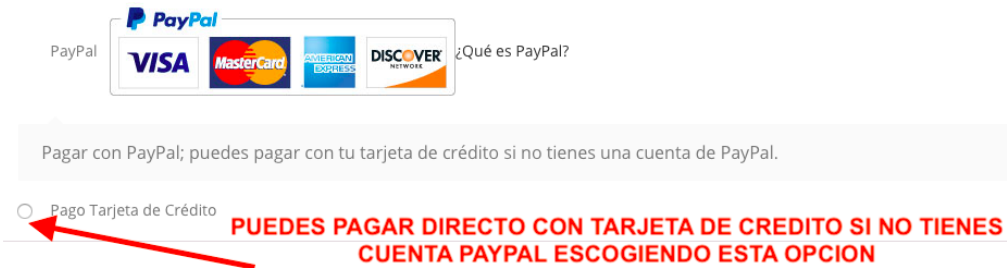 PayPal
PayPal VISA MasterCard AMERICAN EXPRESS DISCOVER NETWORK ¿Qué es PayPal?
Pagar con PayPal; puedes pagar con tu tarjeta de crédito si no tienes una cuenta de PayPal.
Pago Tarjeta de Crédito
PUEDES PAGAR DIRECTO CON TARJETA DE CREDITO SI NO TIENES
CUENTA PAYPAL ESCOGIENDO ESTA OPCION